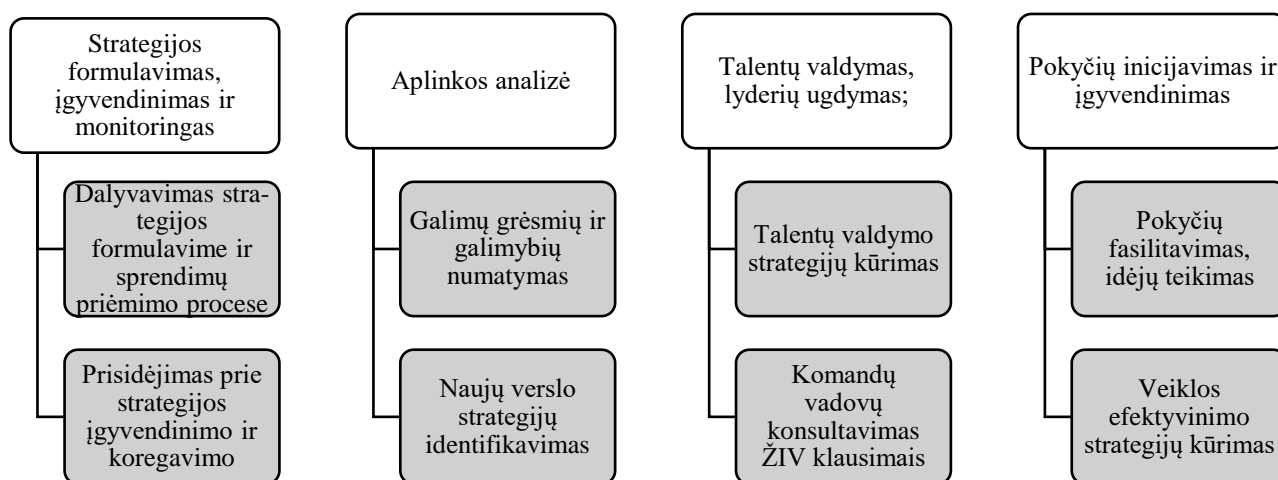 Strategijos
formulavimas,
įgyvendinimas ir
monitoringas
Dalyvavimas stra-
tegijos
formulavime ir
sprendimų
priėmimo procese
Prisidėjimas prie
strategijos
įgyvendinimo ir
koregavimo
Aplinkos analizė
Galimų grėsmių ir
galimybių
numatymas
Naujų verslo
strategijų
identifikavimas
Talentų valdymas,
lyderių ugdymas;
Talentų valdymo
strategijų kūrimas
Komandų
vadovų
konsultavimas
ŽIV klausimais
Pokyčių inicijavimas ir
įgyvendinimas
Pokyčių
fasilitavimas,
idėjų teikimas
Veiklos
efektyvinimo
strategijų kūrimas